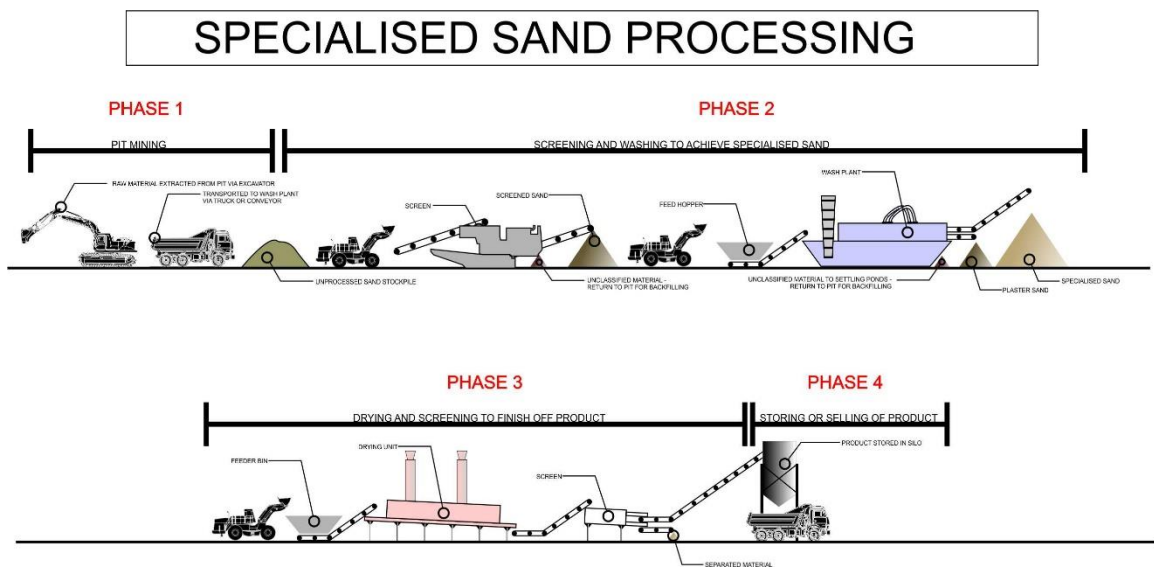 SPECIALISED SAND PROCESSING
PHASE 1
PHASE 2
PIT MINING
SCREENING AND WASHING TO ACHIEVE SPECIALISED SAND
RAW MATERIAL EXTRACTED FROM PIT VIA EXCAVATOR
TRANSPORTED TO WASH PLANT
VIA TRUCK OR CONVEYOR
SCREEN
SCREENED SAND
FEED HOPPER
WASH PLANT
UNPROCESSED SAND STOCKPILE
UNCLASSIFIED MATERIAL -
RETURN TO PIT FOR BACKFILLING
UNCLASSIFIED MATERIAL TO SETTLING PONDS -
RETURN TO PIT FOR BACKFILLING
PLASTER SAND
SPECIALISED SAND
PHASE 3
PHASE 4
DRYING AND SCREENING TO FINISH OFF PRODUCT
STORING OR SELLING OF PRODUCT
FEEDER BIN
DRYING UNIT
SCREEN
PRODUCT STORED IN SILO
SEPARATED MATERIAL